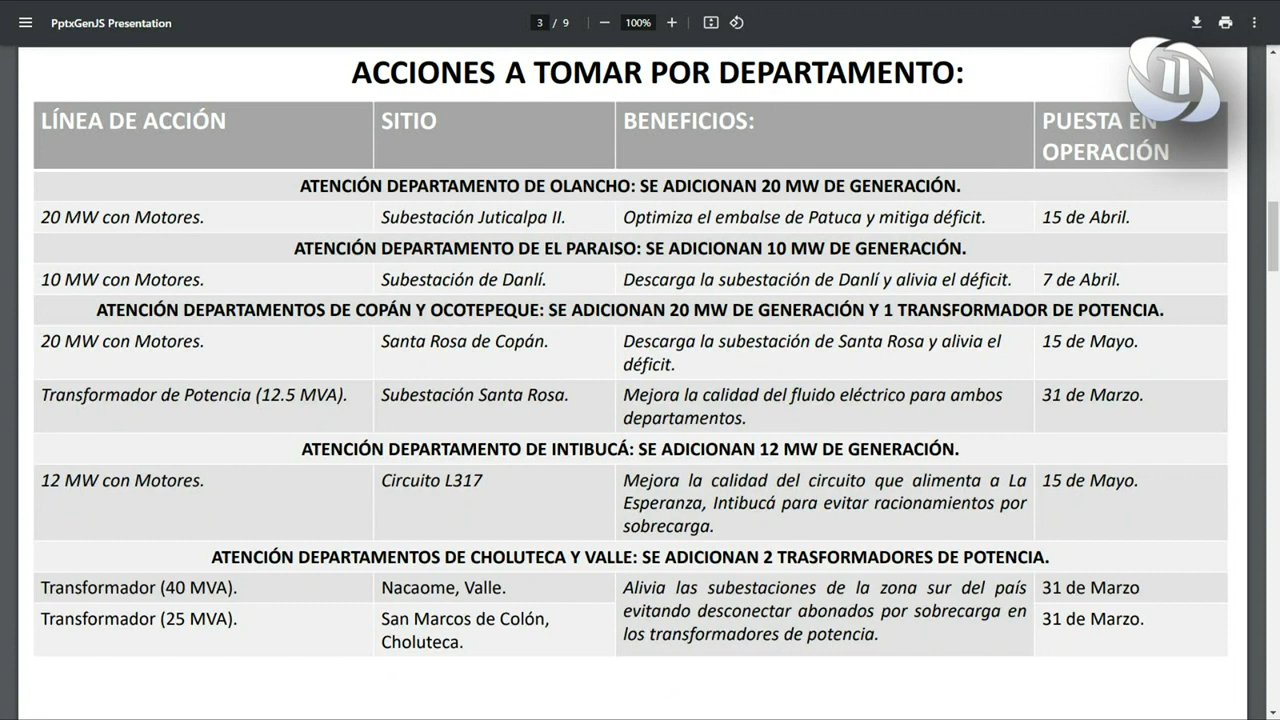 PptxGenJS Presentation
3 / 9
100%
ACCIONES A TOMAR POR DEPARTAMENTO:
LÍNEA DE ACCIÓN
SITIO
BENEFICIOS:
PUESTA EN
OPERACIÓN
ATENCIÓN DEPARTAMENTO DE OLANCHO: SE ADICIONAN 20 MW DE GENERACIÓN.
20 MW con Motores.
Subestación Juticalpa II.
Optimiza el embalse de Patuca y mitiga déficit.
15 de Abril.
ATENCIÓN DEPARTAMENTO DE EL PARAISO: SE ADICIONAN 10 MW DE GENERACIÓN.
10 MW con Motores.
Subestación de Danlí.
Descarga la subestación de Danlí y alivia el déficit.
7 de Abril.
ATENCIÓN DEPARTAMENTOS DE COPÁN Y OCOTEPEQUE: SE ADICIONAN 20 MW DE GENERACIÓN Y 1 TRANSFORMADOR DE POTENCIA.
20 MW con Motores.
Santa Rosa de Copán.
Descarga la subestación de Santa Rosa y alivia el
déficit.
15 de Mayo.
Transformador de Potencia (12.5 MVA).
Subestación Santa Rosa.
Mejora la calidad del fluido eléctrico para ambos
departamentos.
31 de Marzo.
ATENCIÓN DEPARTAMENTO DE INTIBUCÁ: SE ADICIONAN 12 MW DE GENERACIÓN.
12 MW con Motores.
Circuito L317
Mejora la calidad del circuito que alimenta a La
Esperanza, Intibucá para evitar racionamientos por
sobrecarga.
15 de Mayo.
ATENCIÓN DEPARTAMENTOS DE CHOLUTECA Y VALLE: SE ADICIONAN 2 TRASFORMADORES DE POTENCIA.
Transformador (40 MVA).
Nacaome, Valle.
Alivia las subestaciones de la zona sur del país
evitando desconectar abonados por sobrecarga en
los transformadores de potencia.
31 de Marzo
Transformador (25 MVA).
San Marcos de Colón,
Choluteca.
31 de Marzo.